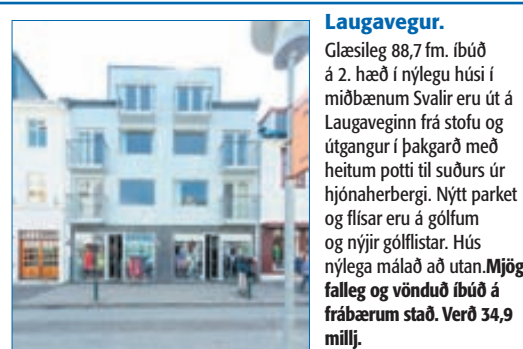 Laugavegur.
Glæsileg 88,7 fm. íbúð
á 2. hæð í nýlegu húsi í
miðbænum Svalir eru út á
Laugaveginn frá stofu og
útgangur í þakgarð með
heitum potti til suðurs úr
hjónaherbergi. Nýtt parket
og flísar eru á gólfum
og nýjir gólflistar. Hús
nýlega málað að utan.Mjög
falleg og vönduð íbúð á
frábærum stað. Verð 34,9
millj.